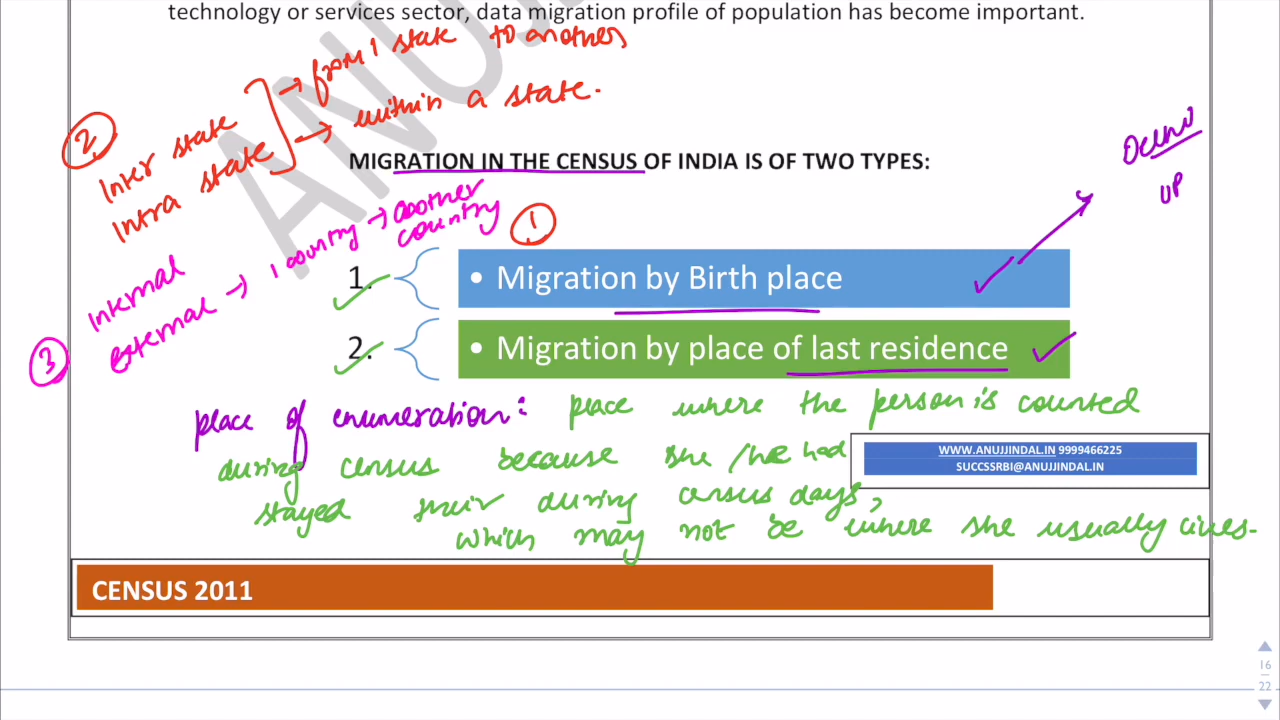 technology or services sector, data migration profile of population has become important.
ANUJ
② Inter state → from 1 state to another
Intra state → within a state.
MIGRATION IN THE CENSUS OF INDIA IS OF TWO TYPES:
UP
③ Internal
external → 1 country → another country
①
1. • Migration by Birth place
2. • Migration by place of last residence
place of enumeration: place where the person is counted
during census because she /he had
stayed their during census days,
which may not be where she usually lives.
WWW.ANUJJINDAL.IN 9999466225
SUCCSSRBI@ANUJJINDAL.IN
CENSUS 2011
16
22